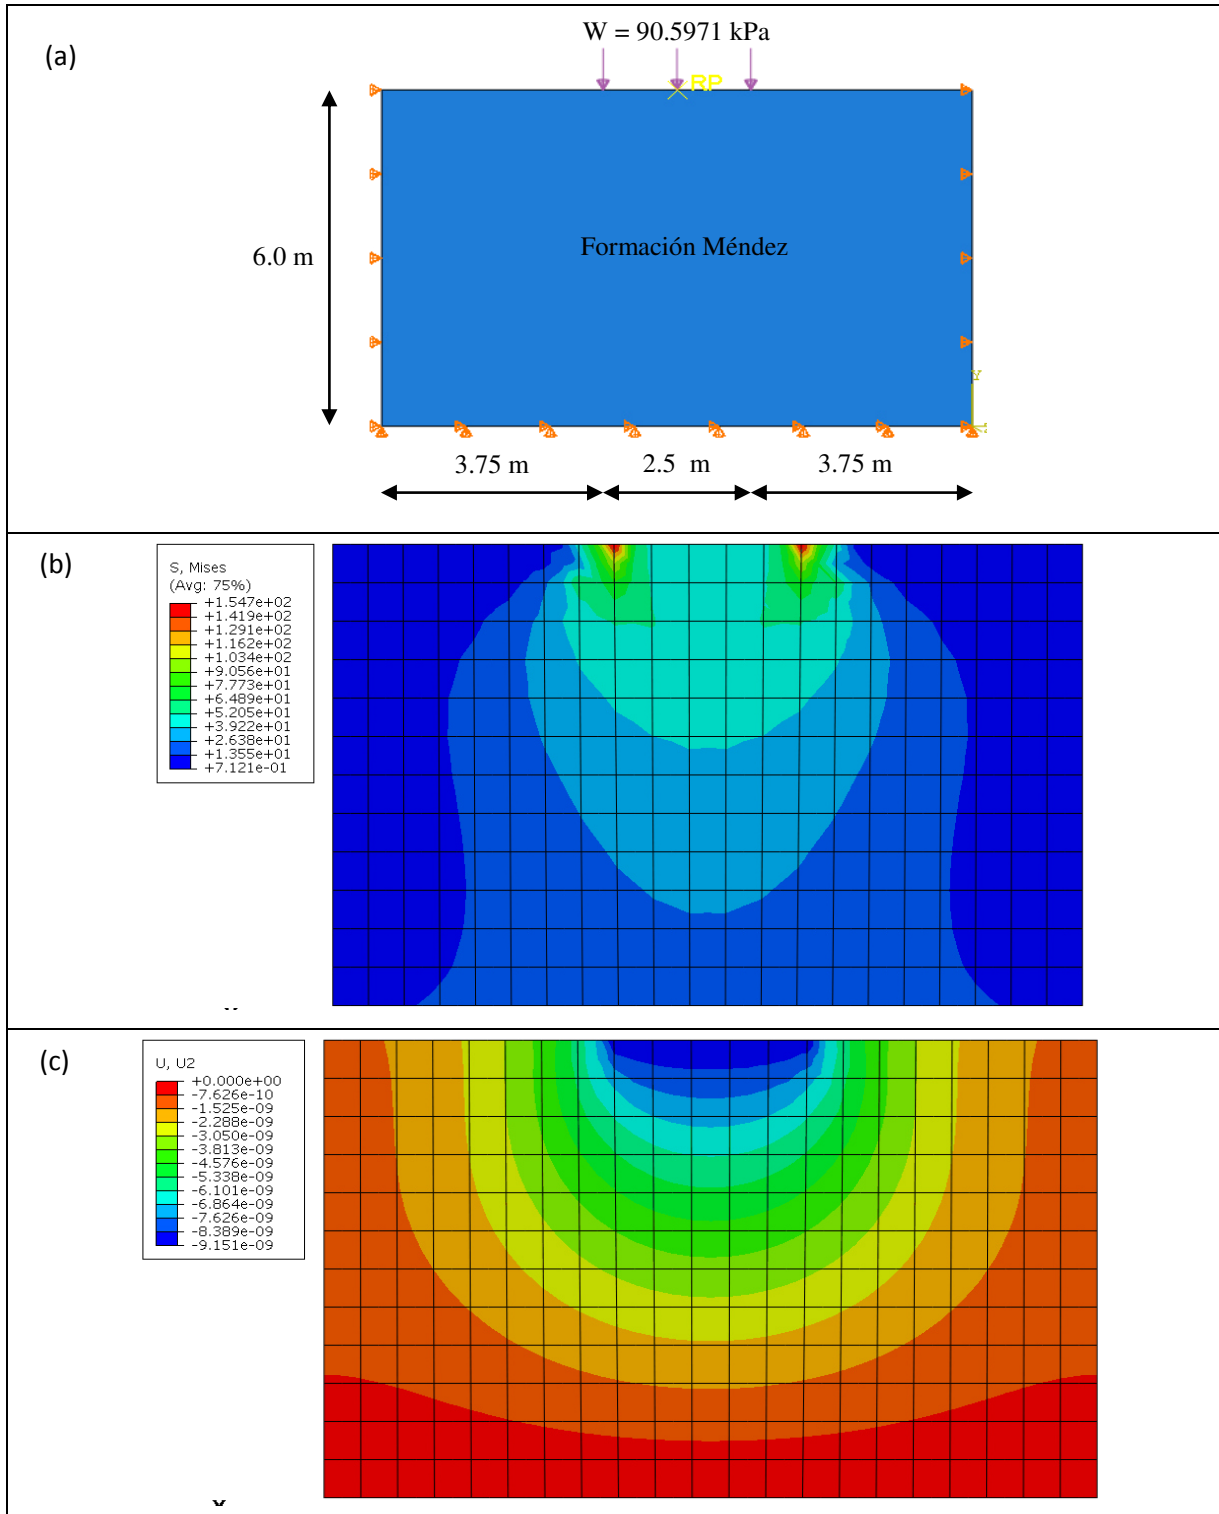 (a)
W = 90.5971 kPa
RP
6.0 m
Formación Méndez
Y
3.75 m
2.5 m
3.75 m
(b)
S, Mises
(Avg: 75%)
+1.547e+02
+1.419e+02
+1.291e+02
+1.162e+02
+1.034e+02
+9.056e+01
+7.773e+01
+6.489e+01
+5.205e+01
+3.922e+01
+2.638e+01
+1.355e+01
+7.121e-01
(c)
U, U2
+0.000e+00
-7.626e-10
-1.525e-09
-2.288e-09
-3.050e-09
-3.813e-09
-4.576e-09
-5.338e-09
-6.101e-09
-6.864e-09
-7.626e-09
-8.389e-09
-9.151e-09